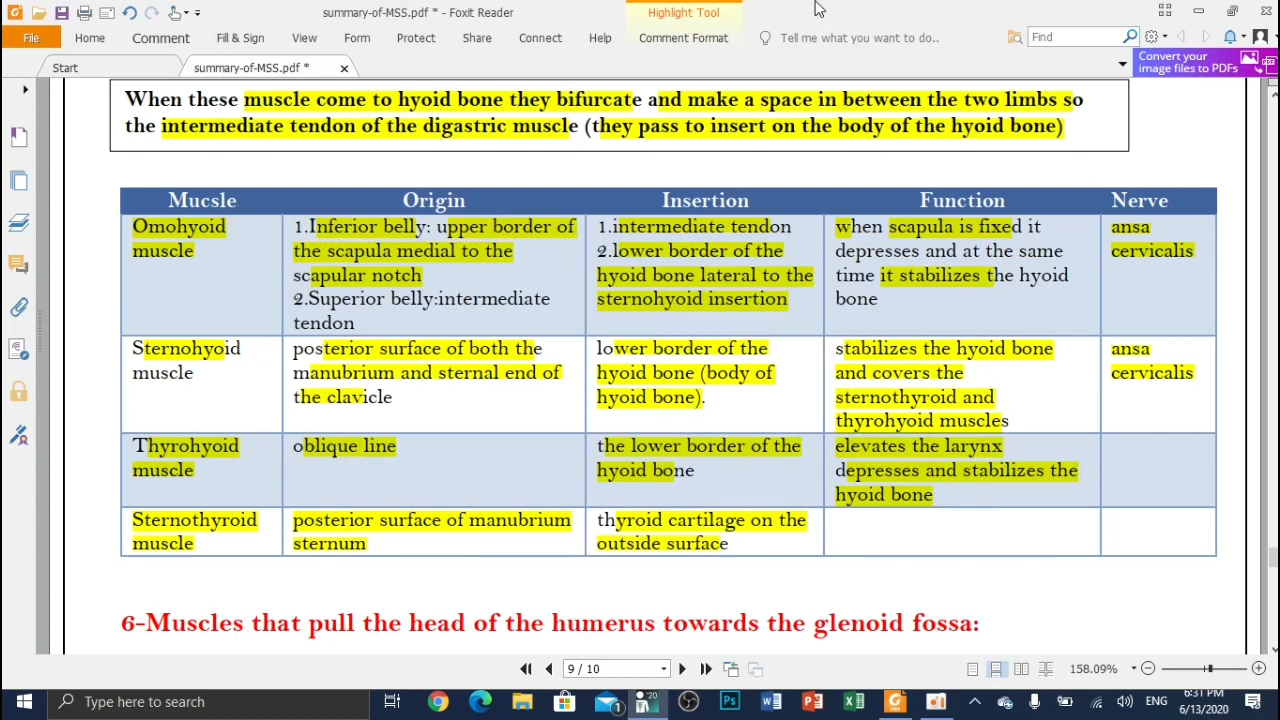 summary-of-MSS.pdf * - Foxit Reader
Highlight Tool
File
Home
Comment
Fill & Sign
View
Form
Protect
Share
Connect
Help
Comment Format
Tell me what you want to do..
Find
Start
summary-of-MSS.pdf *
Convert your
image files to PDFs
When these muscle come to hyoid bone they bifurcate and make a space in between the two limbs so
the intermediate tendon of the digastric muscle (they pass to insert on the body of the hyoid bone)
Mucsle Origin Insertion Function Nerve
Omohyoid
muscle
1.Inferior belly: upper border of
the scapula medial to the
scapular notch
2.Superior belly:intermediate
tendon
1.intermediate tendon
2.lower border of the
hyoid bone lateral to the
sternohyoid insertion
when scapula is fixed it
depresses and at the same
time it stabilizes the hyoid
bone
ansa
cervicalis
Sternohyoid
muscle
posterior surface of both the
manubrium and sternal end of
the clavicle
lower border of the
hyoid bone (body of
hyoid bone).
stabilizes the hyoid bone
and covers the
sternothyroid and
thyrohyoid muscles
ansa
cervicalis
Thyrohyoid
muscle
oblique line
the lower border of the
hyoid bone
elevates the larynx
depresses and stabilizes the
hyoid bone
Sternothyroid
muscle
posterior surface of manubrium
sternum
thyroid cartilage on the
outside surface
6-Muscles that pull the head of the humerus towards the glenoid fossa:
9 / 10
158.09%
Type here to search
ENG
6:31 PM
6/13/2020